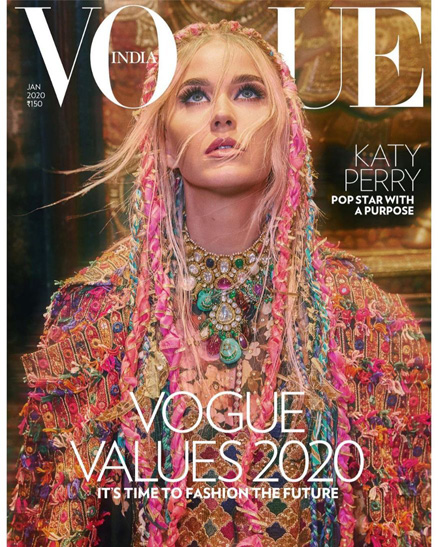 VOGUE
INDIA
JAN
2020
₹150
KATY
PERRY
POP STAR WITH
A PURPOSE
VOGUE
VALUES 2020
IT'S TIME TO FASHION THE FUTURE